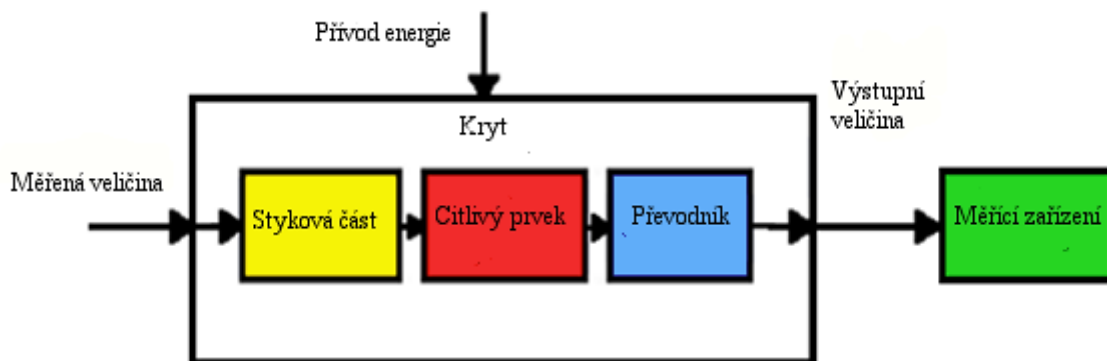 Přívod energie
Výstupní
veličina
Kryt
Měřená veličina
Styková část
Citlivý prvek
Převodník
Měřící zařízení